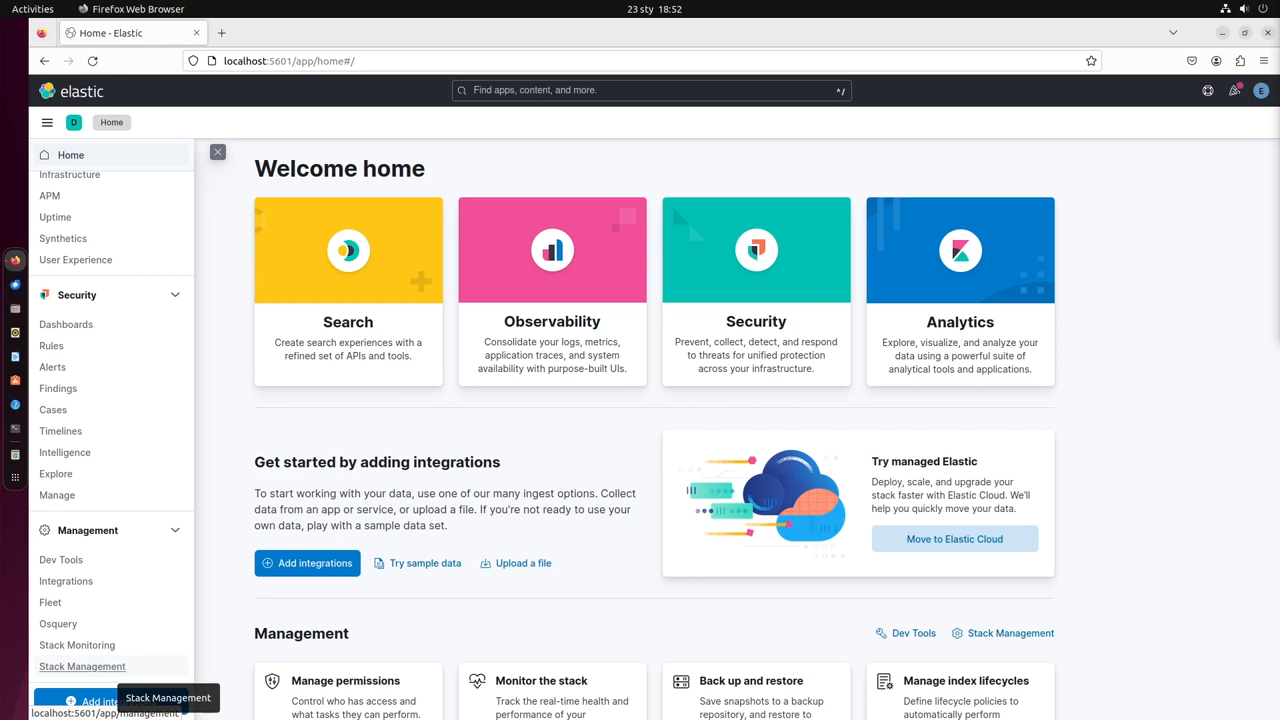 Activities
Firefox Web Browser
23 sty 18:52
Home - Elastic
localhost:5601/app/home#/
elastic
Find apps, content, and more.
^/
E
D
Home
Home
Infrastructure
APM
Uptime
Synthetics
User Experience
Security
Dashboards
Rules
Alerts
Findings
Cases
Timelines
Intelligence
Explore
Manage
Management
Dev Tools
Integrations
Fleet
Osquery
Stack Monitoring
Stack Management
Add inte
Stack Management
localhost:5601/app/management
Welcome home
Search
Create search experiences with a
refined set of APIs and tools.
Observability
Consolidate your logs, metrics,
application traces, and system
availability with purpose-built UIs.
Security
Prevent, collect, detect, and respond
to threats for unified protection
across your infrastructure.
Analytics
Explore, visualize, and analyze your
data using a powerful suite of
analytical tools and applications.
Get started by adding integrations
To start working with your data, use one of our many ingest options. Collect
data from an app or service, or upload a file. If you're not ready to use your
own data, play with a sample data set.
Add integrations
Try sample data
Upload a file
Try managed Elastic
Deploy, scale, and upgrade your
stack faster with Elastic Cloud. We'll
help you quickly move your data.
Move to Elastic Cloud
Management
Dev Tools
Stack Management
Manage permissions
Control who has access and
what tasks they can perform.
Monitor the stack
Track the real-time health and
performance of your
Back up and restore
Save snapshots to a backup
repository, and restore to
Manage index lifecycles
Define lifecycle policies to
automatically perform